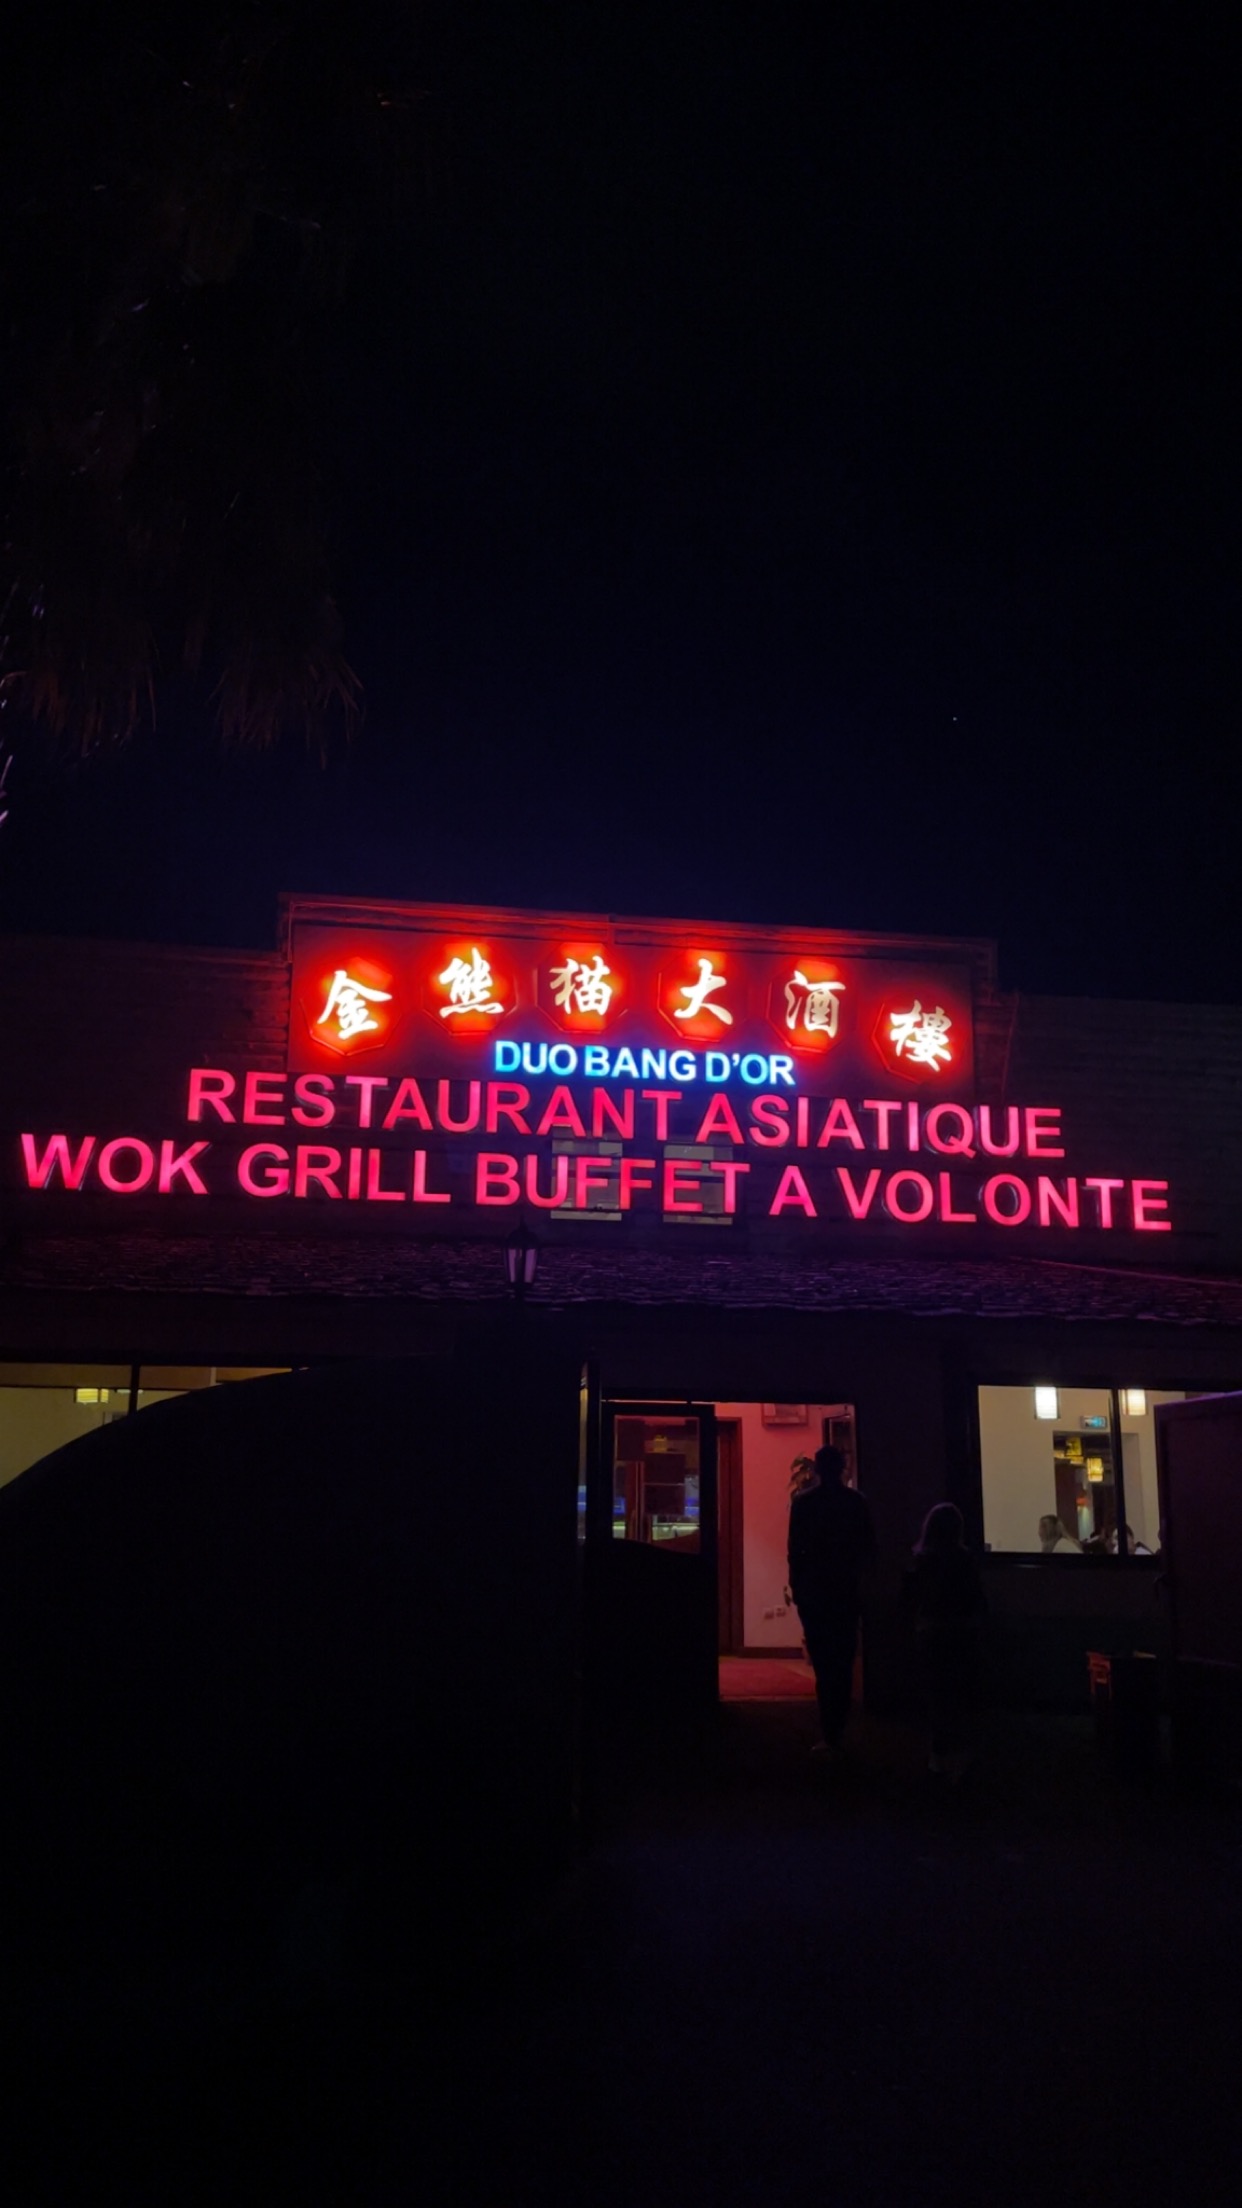 金熊猫大酒樓
DUO BANG D'OR
RESTAURANT ASIATIQUE
WOK GRILL BUFFET A VOLONTE